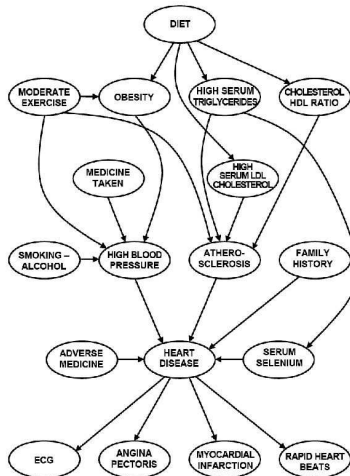 DIET
MODERATE
EXERCISE
OBESITY
HIGH SERUM
TRIGLYCERIDES
CHOLESTEROL
HDL RATIO
MEDICINE
TAKEN
HIGH
SERUM LDL
CHOLESTEROL
SMOKING –
ALCOHOL
HIGH BLOOD
PRESSURE
ATHERO-
SCLEROSIS
FAMILY
HISTORY
ADVERSE
MEDICINE
HEART
DISEASE
SERUM
SELENIUM
ECG
ANGINA
PECTORIS
MYOCARDIAL
INFARCTION
RAPID HEART
BEATS